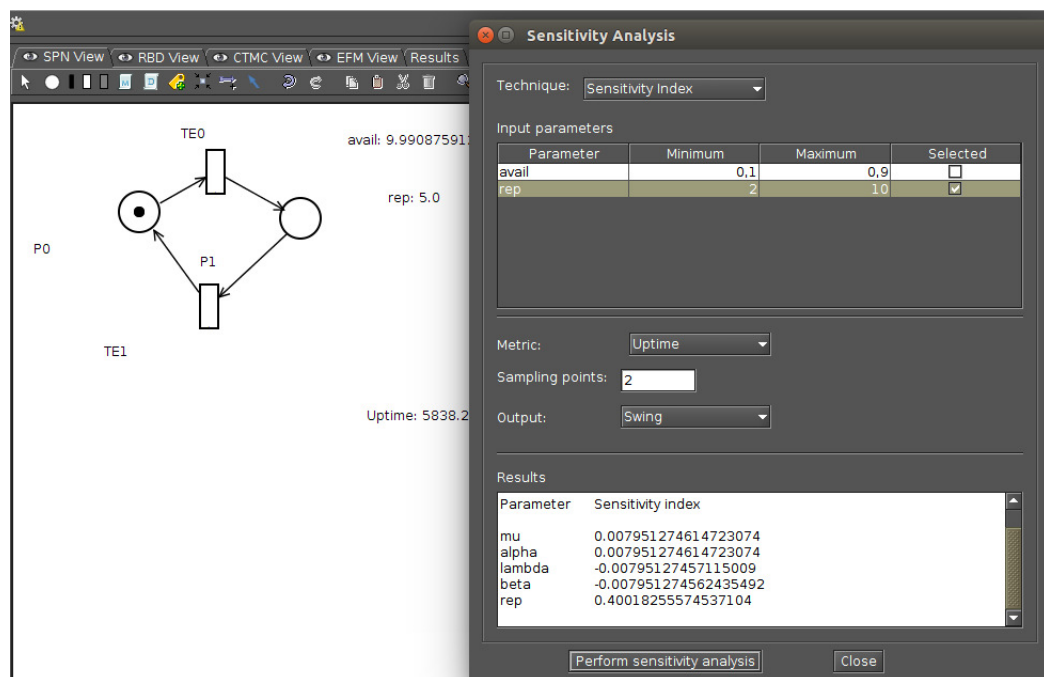 Sensitivity Analysis
SPN View RBD View CTMC View EFM View Results
M D
TE0
avail: 9.99087591
rep: 5.0
P0
P1
TE1
Uptime: 5838.2
Technique: Sensitivity Index
Input parameters
Parameter Minimum Maximum Selected
avail 0,1 0,9
rep 2 10
Metric: Uptime
Sampling points: 2
Output: Swing
Results
Parameter Sensitivity index
mu 0.007951274614723074
alpha 0.007951274614723074
lambda -0.00795127457115009
beta -0.007951274562435492
rep 0.40018255574537104
Perform sensitivity analysis Close